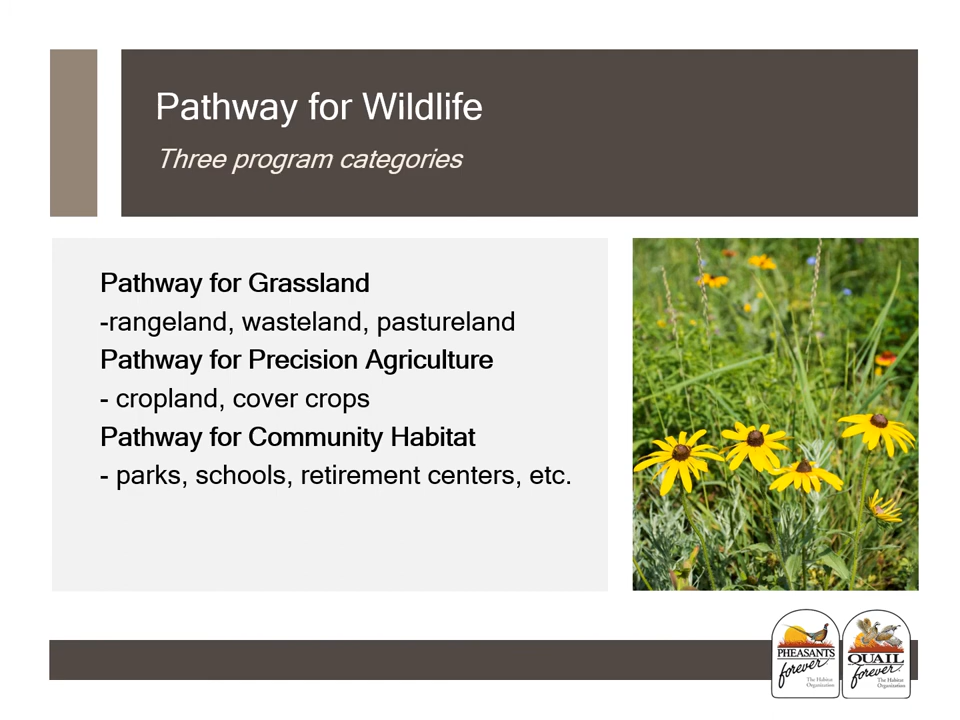 Pathway for Wildlife
Three program categories
Pathway for Grassland
-rangeland, wasteland, pastureland
Pathway for Precision Agriculture
- cropland, cover crops
Pathway for Community Habitat
- parks, schools, retirement centers, etc.
PHEASANTS
forever
The Habitat
Organization
QUAIL
forever
The Habitat
Organization